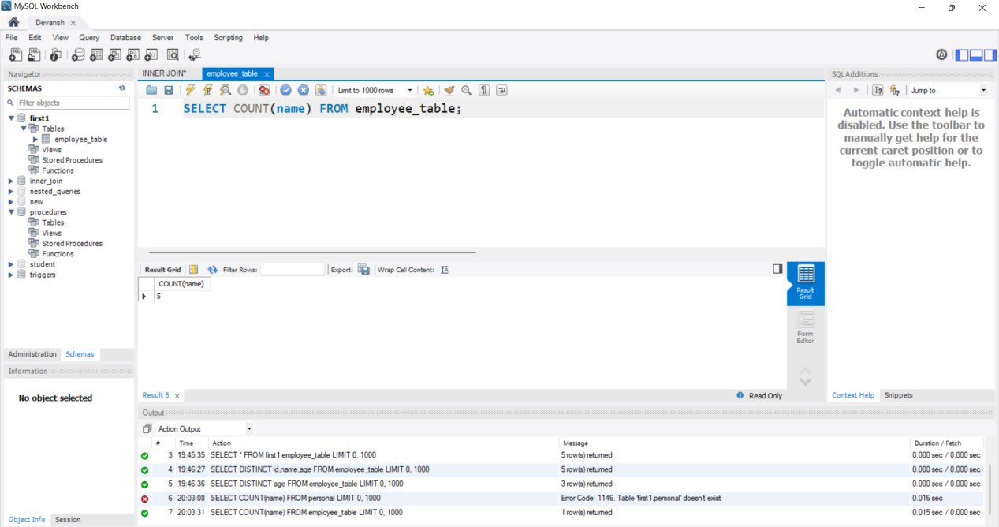 MySQL Workbench
Devansh
File Edit View Query Database Server Tools Scripting Help
Navigator
SCHEMAS
Filter objects
first1
Tables
employee_table
Views
Stored Procedures
Functions
inner_join
nested_queries
new
procedures
Tables
Views
Stored Procedures
Functions
student
triggers
Administration Schemas
Information
No object selected
Object Info Session
INNER JOIN* employee_table
Limit to 1000 rows
1 SELECT COUNT(name) FROM employee_table;
Result Grid Filter Rows: Export: Wrap Cell Content:
COUNT(name)
5
Result Grid
Form Editor
Result 5 Read Only
Output
Action Output
# Time Action Message Duration / Fetch
3 19:45:35 SELECT * FROM first1.employee_table LIMIT 0, 1000 5 row(s) returned 0.000 sec / 0.000 sec
4 19:46:27 SELECT DISTINCT id,name,age FROM employee_table LIMIT 0, 1000 5 row(s) returned 0.000 sec / 0.000 sec
5 19:46:36 SELECT DISTINCT age FROM employee_table LIMIT 0, 1000 3 row(s) returned 0.000 sec / 0.000 sec
6 20:03:08 SELECT COUNT(name) FROM personal LIMIT 0, 1000 Error Code: 1146. Table 'first1.personal' doesn't exist 0.016 sec
7 20:03:31 SELECT COUNT(name) FROM employee_table LIMIT 0, 1000 1 row(s) returned 0.015 sec / 0.000 sec
SQLAdditions
Jump to
Automatic context help is
disabled. Use the toolbar to
manually get help for the
current caret position or to
toggle automatic help.
Context Help Snippets